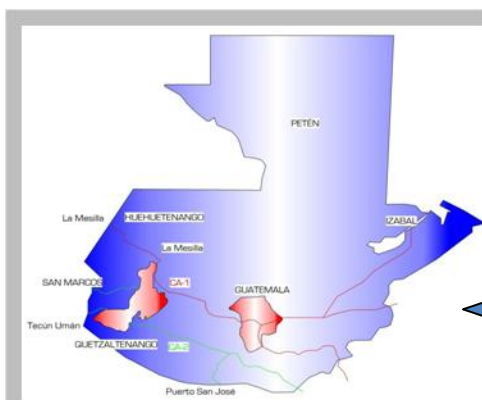 PETÉN
La Mesilla
HUEHUETENANGO
IZABAL
La Mesilla
SAN MARCOS
CA-1
GUATEMALA
Tecún Umán
QUETZALTENANGO
CA-2
Puerto San José